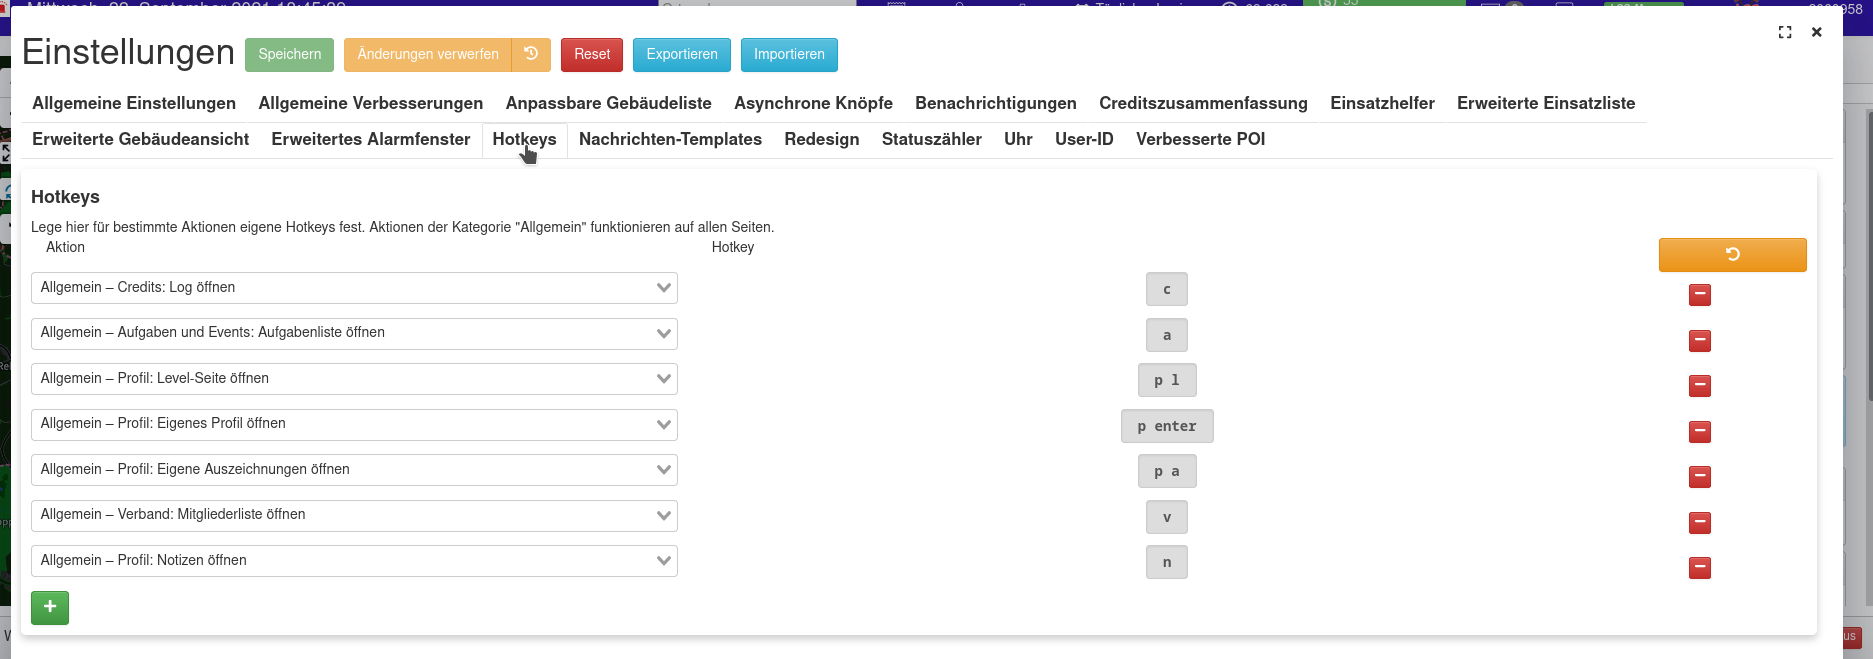 Einstellungen Speichern Änderungen verwerfen Reset Exportieren Importieren
Allgemeine Einstellungen Allgemeine Verbesserungen Anpassbare Gebäudeliste Asynchrone Knöpfe Benachrichtigungen Creditszusammenfassung Einsatzhelfer Erweiterte Einsatzliste
Erweiterte Gebäudeansicht Erweitertes Alarmfenster Hotkeys Nachrichten-Templates Redesign Statuszähler Uhr User-ID Verbesserte POI
Hotkeys
Lege hier für bestimmte Aktionen eigene Hotkeys fest. Aktionen der Kategorie "Allgemein" funktionieren auf allen Seiten.
Aktion Hotkey
Allgemein – Credits: Log öffnen c
Allgemein – Aufgaben und Events: Aufgabenliste öffnen a
Allgemein – Profil: Level-Seite öffnen p l
Allgemein – Profil: Eigenes Profil öffnen p enter
Allgemein – Profil: Eigene Auszeichnungen öffnen p a
Allgemein – Verband: Mitgliederliste öffnen v
Allgemein – Profil: Notizen öffnen n